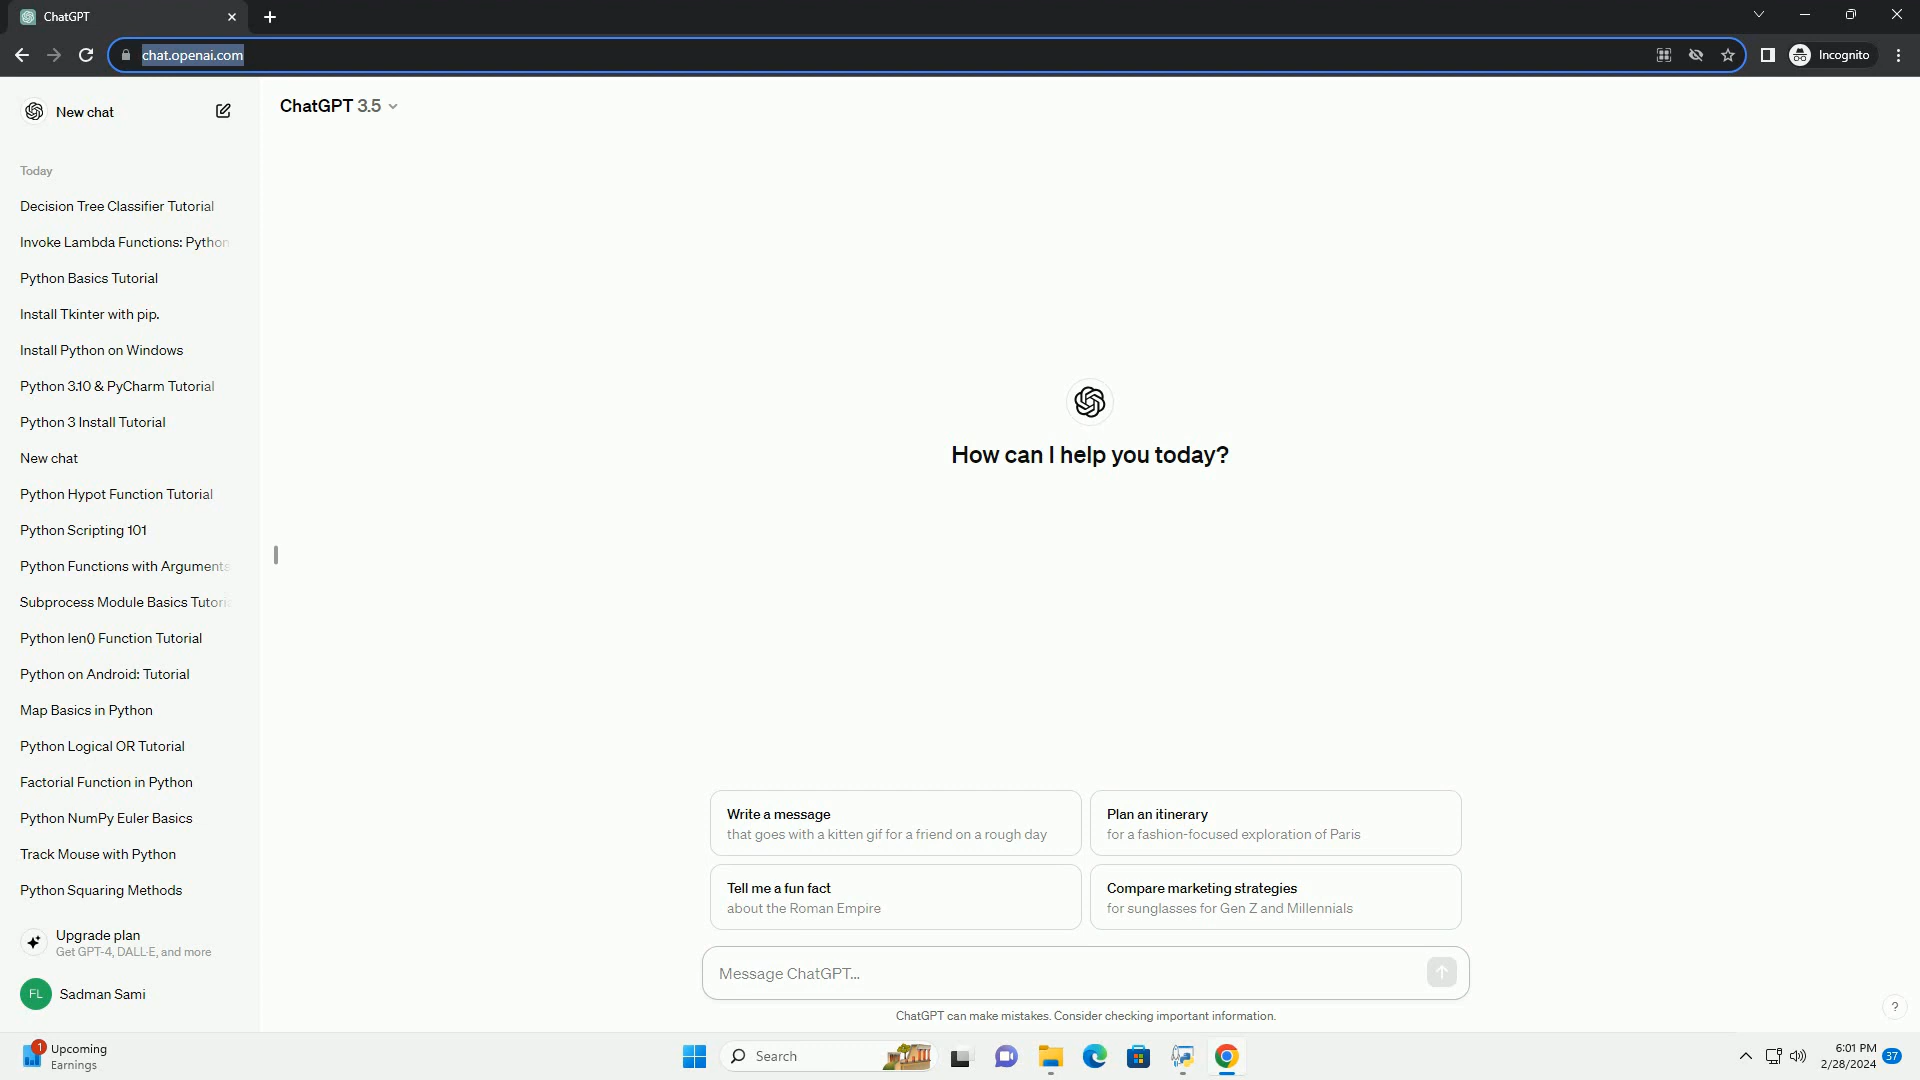 ChatGPT
chat.openai.com
Incognito
New chat
ChatGPT 3.5
Today
Decision Tree Classifier Tutorial
Invoke Lambda Functions: Python
Python Basics Tutorial
Install Tkinter with pip.
Install Python on Windows
Python 3.10 & PyCharm Tutorial
Python 3 Install Tutorial
New chat
Python Hypot Function Tutorial
Python Scripting 101
Python Functions with Arguments
Subprocess Module Basics Tutori
Python len() Function Tutorial
Python on Android: Tutorial
Map Basics in Python
Python Logical OR Tutorial
Factorial Function in Python
Python NumPy Euler Basics
Track Mouse with Python
Python Squaring Methods
Upgrade plan
Get GPT-4, DALL·E, and more
FL
Sadman Sami
How can I help you today?
Write a message
that goes with a kitten gif for a friend on a rough day
Plan an itinerary
for a fashion-focused exploration of Paris
Tell me a fun fact
about the Roman Empire
Compare marketing strategies
for sunglasses for Gen Z and Millennials
Message ChatGPT...
ChatGPT can make mistakes. Consider checking important information.
?
1
Upcoming
Earnings
Search
6:01 PM
2/28/2024
37